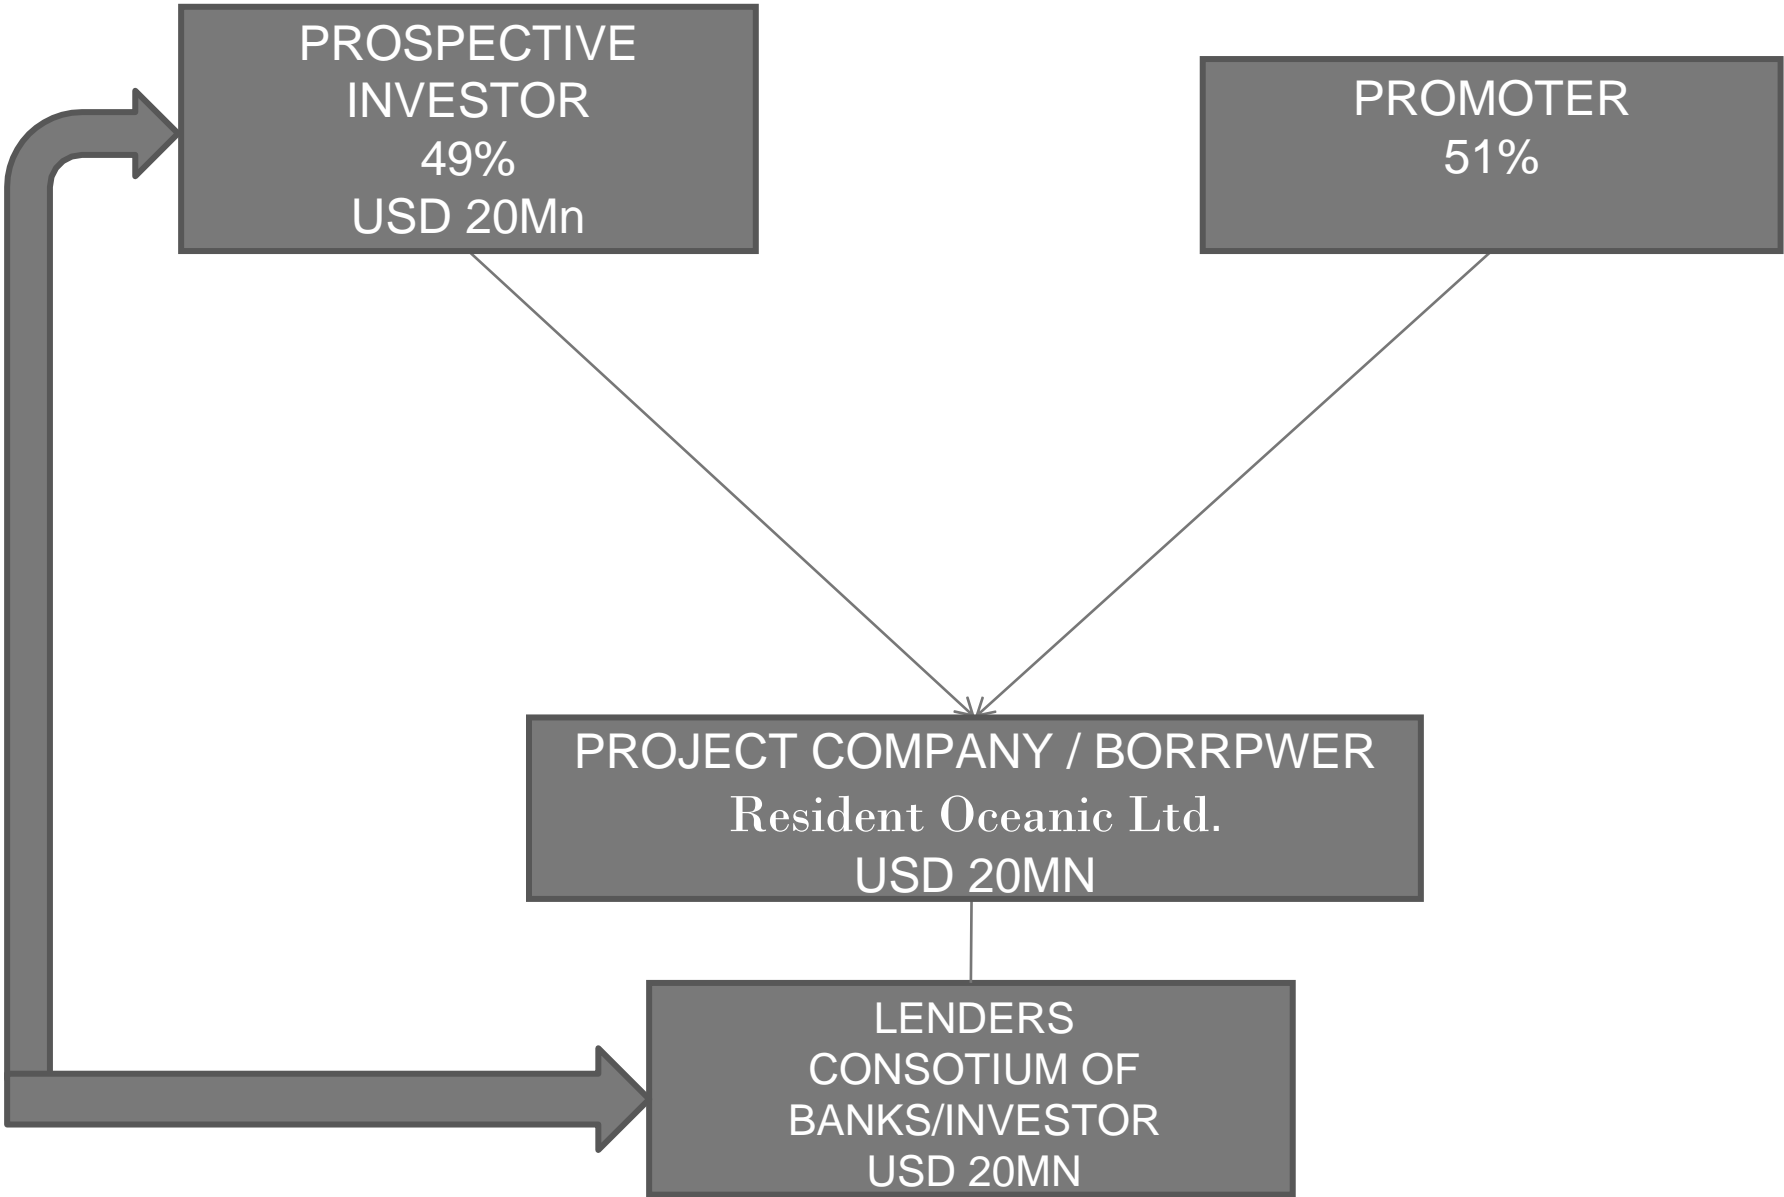 PROSPECTIVE
INVESTOR
49%
USD 20Mn
PROMOTER
51%
PROJECT COMPANY / BORRPWER
Resident Oceanic Ltd.
USD 20MN
LENDERS
CONSOTIUM OF
BANKS/INVESTOR
USD 20MN